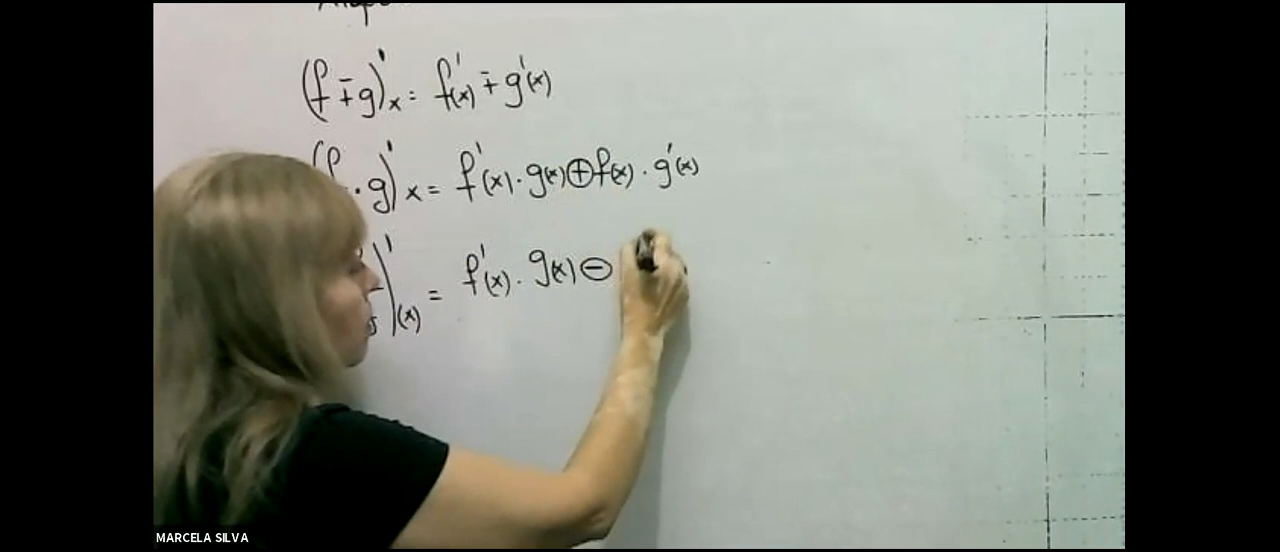 (f ∓ g)'x = f'(x) ∓ g'(x)
(f · g)'x = f'(x) · g(x) ⊕ f(x) · g'(x)
)'(x) = f'(x) · g(x) ⊖
MARCELA SILVA